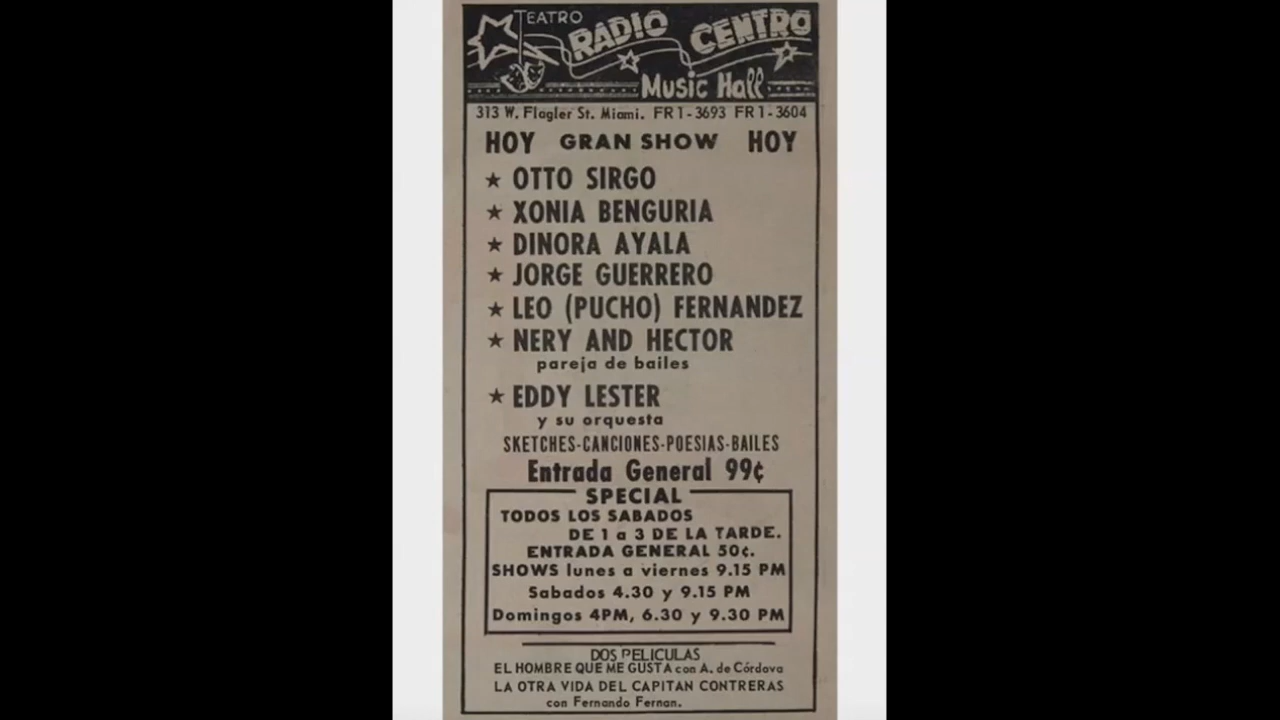 TEATRO
RADIO CENTRO
Music Hall
313 W. Flagler St. Miami. FR 1-3693 FR 1-3604
HOY GRAN SHOW HOY
★ OTTO SIRGO
★ XONIA BENGURIA
★ DINORA AYALA
★ JORGE GUERRERO
★ LEO (PUCHO) FERNANDEZ
★ NERY AND HECTOR
pareja de bailes
★ EDDY LESTER
y su orquesta
SKETCHES-CANCIONES-POESIAS-BAILES
Entrada General 99¢
SPECIAL
TODOS LOS SABADOS
DE 1 a 3 DE LA TARDE.
ENTRADA GENERAL 50¢.
SHOWS lunes a viernes 9.15 PM
Sabados 4.30 y 9.15 PM
Domingos 4PM, 6.30 y 9.30 PM
DOS PELICULAS
EL HOMBRE QUE ME GUSTA con A. de Córdova
LA OTRA VIDA DEL CAPITAN CONTRERAS
con Fernando Fernan.